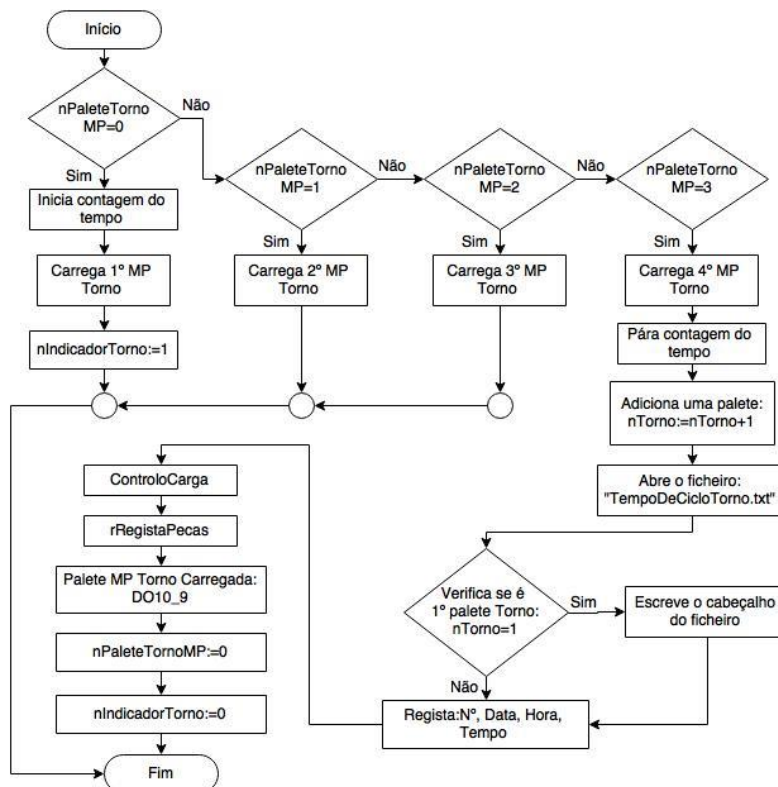 Início
nPaleteTorno
MP=0
Não
Sim
Inicia contagem do
tempo
Carrega 1º MP
Torno
nIndicadorTorno:=1
nPaleteTorno
MP=1
Não
Sim
Carrega 2º MP
Torno
nPaleteTorno
MP=2
Não
Sim
Carrega 3º MP
Torno
nPaleteTorno
MP=3
Sim
Carrega 4º MP
Torno
Pára contagem do
tempo
Adiciona uma palete:
nTorno:=nTorno+1
Abre o ficheiro:
"TempoDeCicloTorno.txt"
Verifica se é
1º palete Torno:
nTorno=1
Sim
Escreve o cabeçalho
do ficheiro
Não
Regista:Nº, Data, Hora,
Tempo
ControloCarga
rRegistaPecas
Palete MP Torno Carregada:
DO10_9
nPaleteTornoMP:=0
nIndicadorTorno:=0
Fim